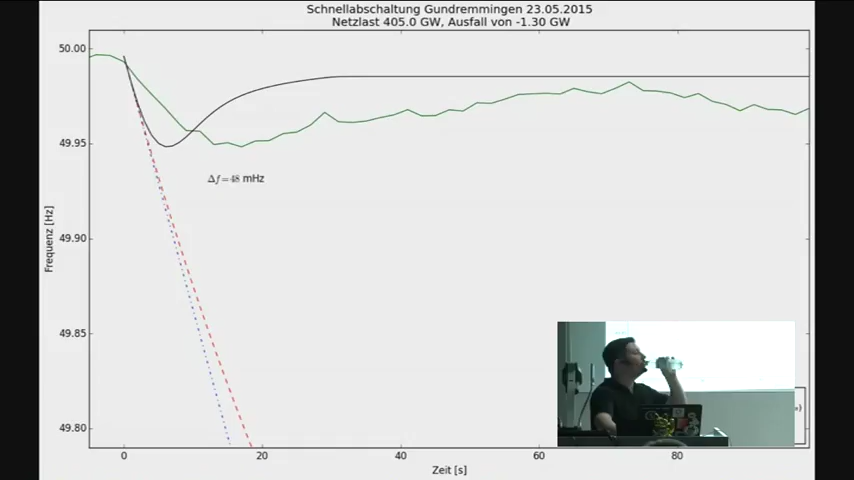 Schnellabschaltung Gundremmingen 23.05.2015
Netzlast 405.0 GW, Ausfall von -1.30 GW
50.00
49.95
49.90
49.85
49.80
Frequenz [Hz]
Δf=48 mHz
0
20
40
60
80
Zeit [s]